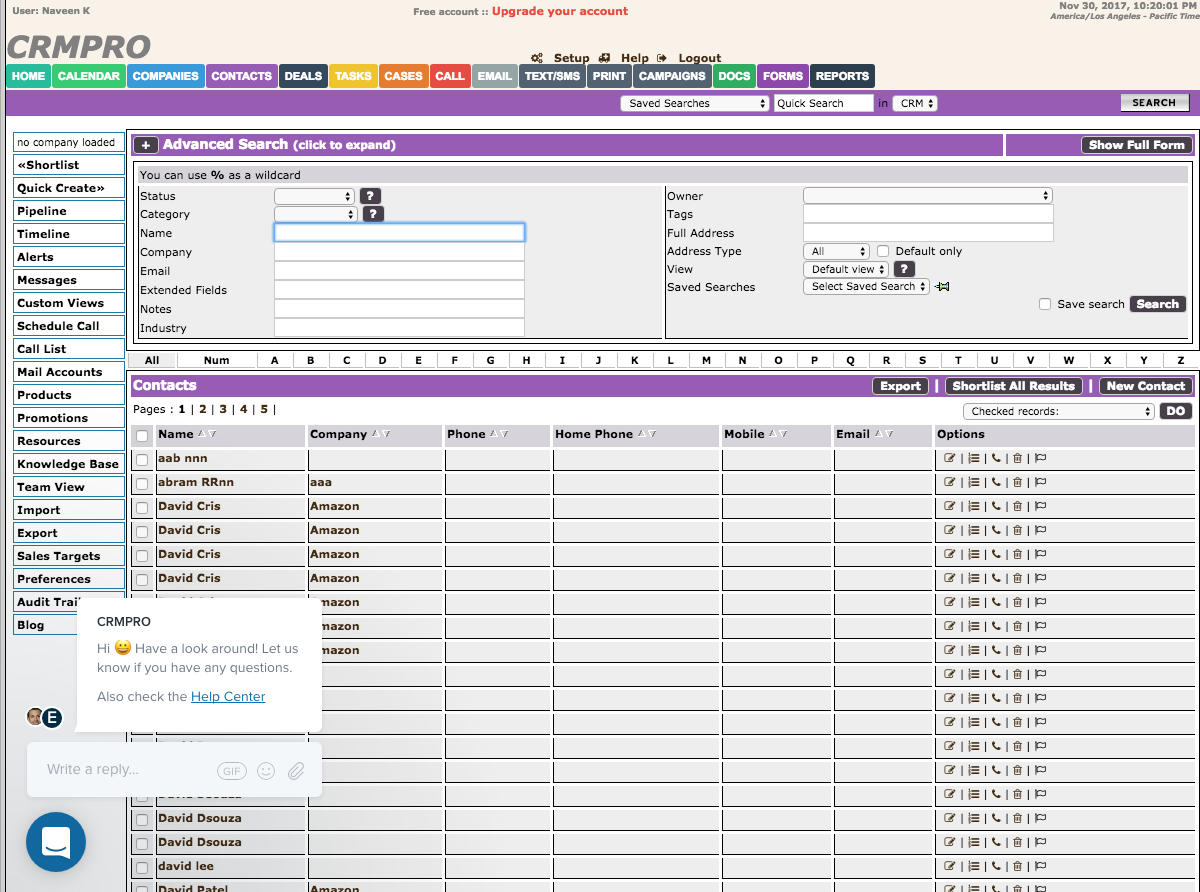 User: Naveen K
Free account :: Upgrade your account
Nov 30, 2017, 10:20:01 PM
America/Los Angeles - Pacific Time
CRMPRO
Setup Help Logout
HOME CALENDAR COMPANIES CONTACTS DEALS TASKS CASES CALL EMAIL TEXT/SMS PRINT CAMPAIGNS DOCS FORMS REPORTS
Saved Searches Quick Search in CRM SEARCH
no company loaded
«Shortlist
Quick Create»
Pipeline
Timeline
Alerts
Messages
Custom Views
Schedule Call
Call List
Mail Accounts
Products
Promotions
Resources
Knowledge Base
Team View
Import
Export
Sales Targets
Preferences
Audit Trai
Blog
+ Advanced Search (click to expand) Show Full Form
You can use % as a wildcard
Status ?
Category ?
Name
Company
Email
Extended Fields
Notes
Industry
Owner
Tags
Full Address
Address Type All Default only
View Default view ?
Saved Searches Select Saved Search
Save search Search
All Num A B C D E F G H I J K L M N O P Q R S T U V W X Y Z
Contacts Export | Shortlist All Results | New Contact
Pages : 1 | 2 | 3 | 4 | 5 |
Checked records: DO
Name Company Phone Home Phone Mobile Email Options
aab nnn
abram RRnn aaa
David Cris Amazon
David Cris Amazon
David Cris Amazon
David Cris Amazon
mazon
mazon
mazon
David Dsouza
David Dsouza
David Dsouza
david lee
David Patel Amazon
CRMPRO
Hi 😀 Have a look around! Let us
know if you have any questions.
Also check the Help Center
E
Write a reply... GIF